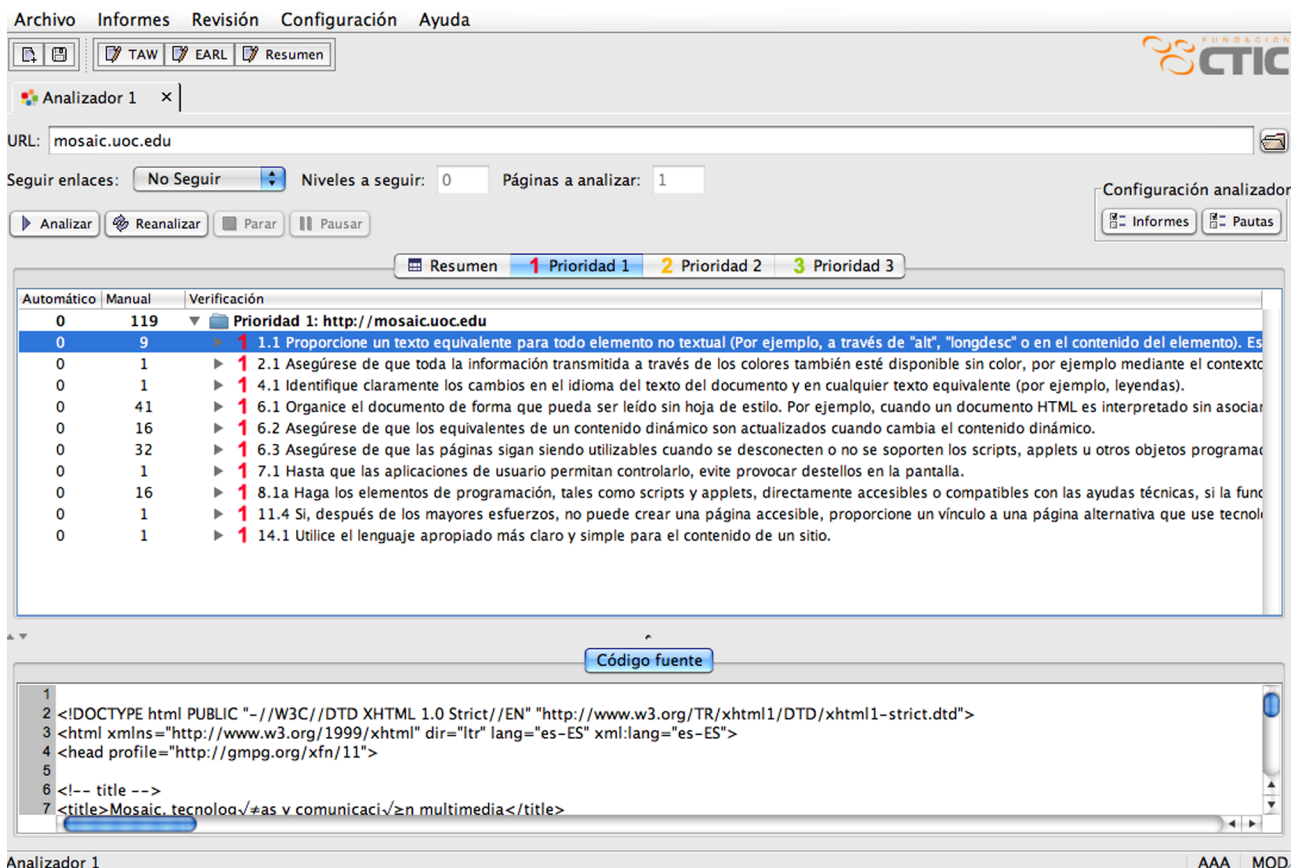 Archivo Informes Revisión Configuración Ayuda
TAW EARL Resumen
FUNDACIÓN
CTIC
Analizador 1 ×
URL: mosaic.uoc.edu
Seguir enlaces: No Seguir Niveles a seguir: 0 Páginas a analizar: 1
Configuración analizador
Analizar Reanalizar Parar Pausar Informes Pautas
Resumen 1 Prioridad 1 2 Prioridad 2 3 Prioridad 3
Automático Manual Verificación
0 119 Prioridad 1: http://mosaic.uoc.edu
0 9 1 1.1 Proporcione un texto equivalente para todo elemento no textual (Por ejemplo, a través de "alt", "longdesc" o en el contenido del elemento). Es
0 1 1 2.1 Asegúrese de que toda la información transmitida a través de los colores también esté disponible sin color, por ejemplo mediante el contexto
0 1 1 4.1 Identifique claramente los cambios en el idioma del texto del documento y en cualquier texto equivalente (por ejemplo, leyendas).
0 41 1 6.1 Organice el documento de forma que pueda ser leído sin hoja de estilo. Por ejemplo, cuando un documento HTML es interpretado sin asociar
0 16 1 6.2 Asegúrese de que los equivalentes de un contenido dinámico son actualizados cuando cambia el contenido dinámico.
0 32 1 6.3 Asegúrese de que las páginas sigan siendo utilizables cuando se desconecten o no se soporten los scripts, applets u otros objetos programa
0 1 1 7.1 Hasta que las aplicaciones de usuario permitan controlarlo, evite provocar destellos en la pantalla.
0 16 1 8.1a Haga los elementos de programación, tales como scripts y applets, directamente accesibles o compatibles con las ayudas técnicas, si la func
0 1 1 11.4 Si, después de los mayores esfuerzos, no puede crear una página accesible, proporcione un vínculo a una página alternativa que use tecnol
0 1 1 14.1 Utilice el lenguaje apropiado más claro y simple para el contenido de un sitio.
Código fuente
1
2 <!DOCTYPE html PUBLIC "-//W3C//DTD XHTML 1.0 Strict//EN" "http://www.w3.org/TR/xhtml1/DTD/xhtml1-strict.dtd">
3 <html xmlns="http://www.w3.org/1999/xhtml" dir="ltr" lang="es-ES" xml:lang="es-ES">
4 <head profile="http://gmpg.org/xfn/11">
5
6 <!-- title -->
7 <title>Mosaic, tecnolog√≠as y comunicaci√≥n multimedia</title>
Analizador 1 AAA MOD.